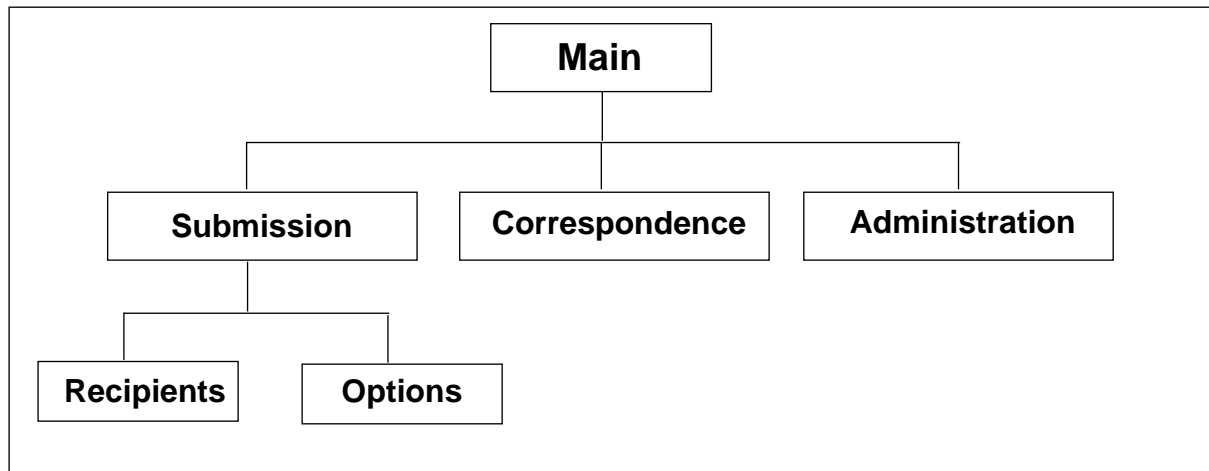 Main
Submission
Correspondence
Administration
Recipients
Options